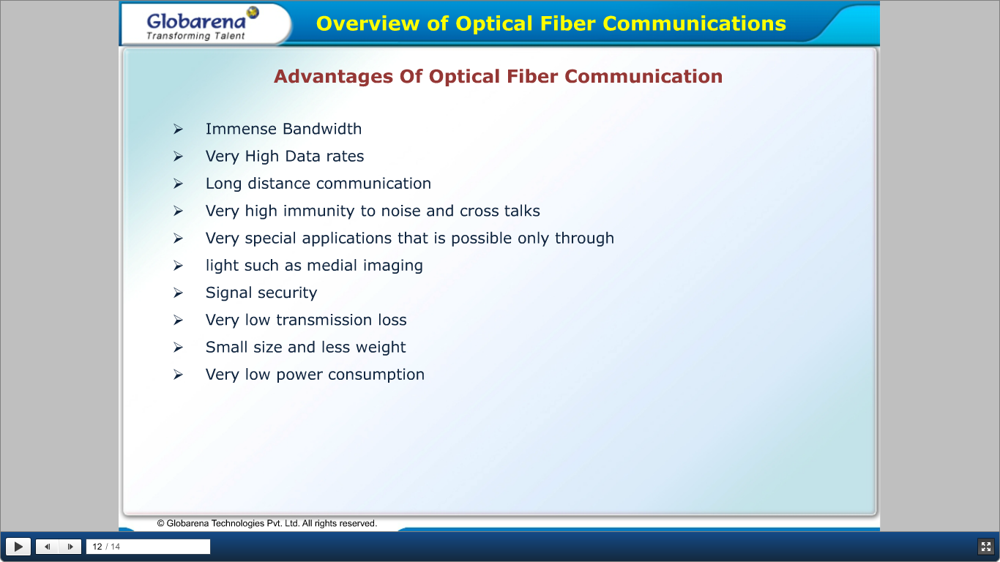 Globarena
Transforming Talent
Overview of Optical Fiber Communications
Advantages Of Optical Fiber Communication
➢ Immense Bandwidth
➢ Very High Data rates
➢ Long distance communication
➢ Very high immunity to noise and cross talks
➢ Very special applications that is possible only through
➢ light such as medial imaging
➢ Signal security
➢ Very low transmission loss
➢ Small size and less weight
➢ Very low power consumption
© Globarena Technologies Pvt. Ltd. All rights reserved.
12 / 14